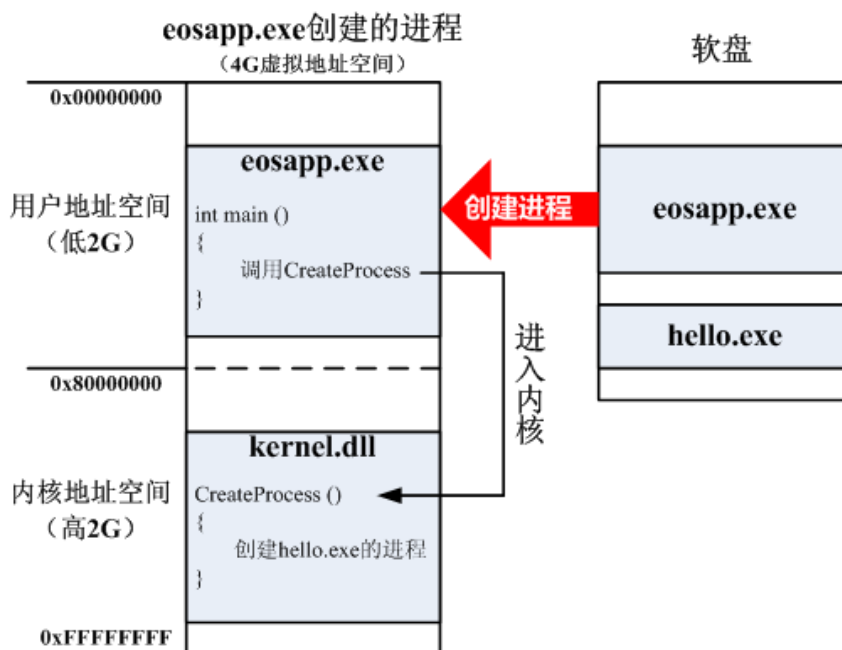 eosapp.exe创建的进程
（4G虚拟地址空间）
软盘
0x00000000
eosapp.exe
int main ()
{
调用CreateProcess
}
用户地址空间
（低2G）
创建进程
eosapp.exe
hello.exe
进入内核
0x80000000
kernel.dll
CreateProcess ()
{
创建hello.exe的进程
}
内核地址空间
（高2G）
0xFFFFFFFF